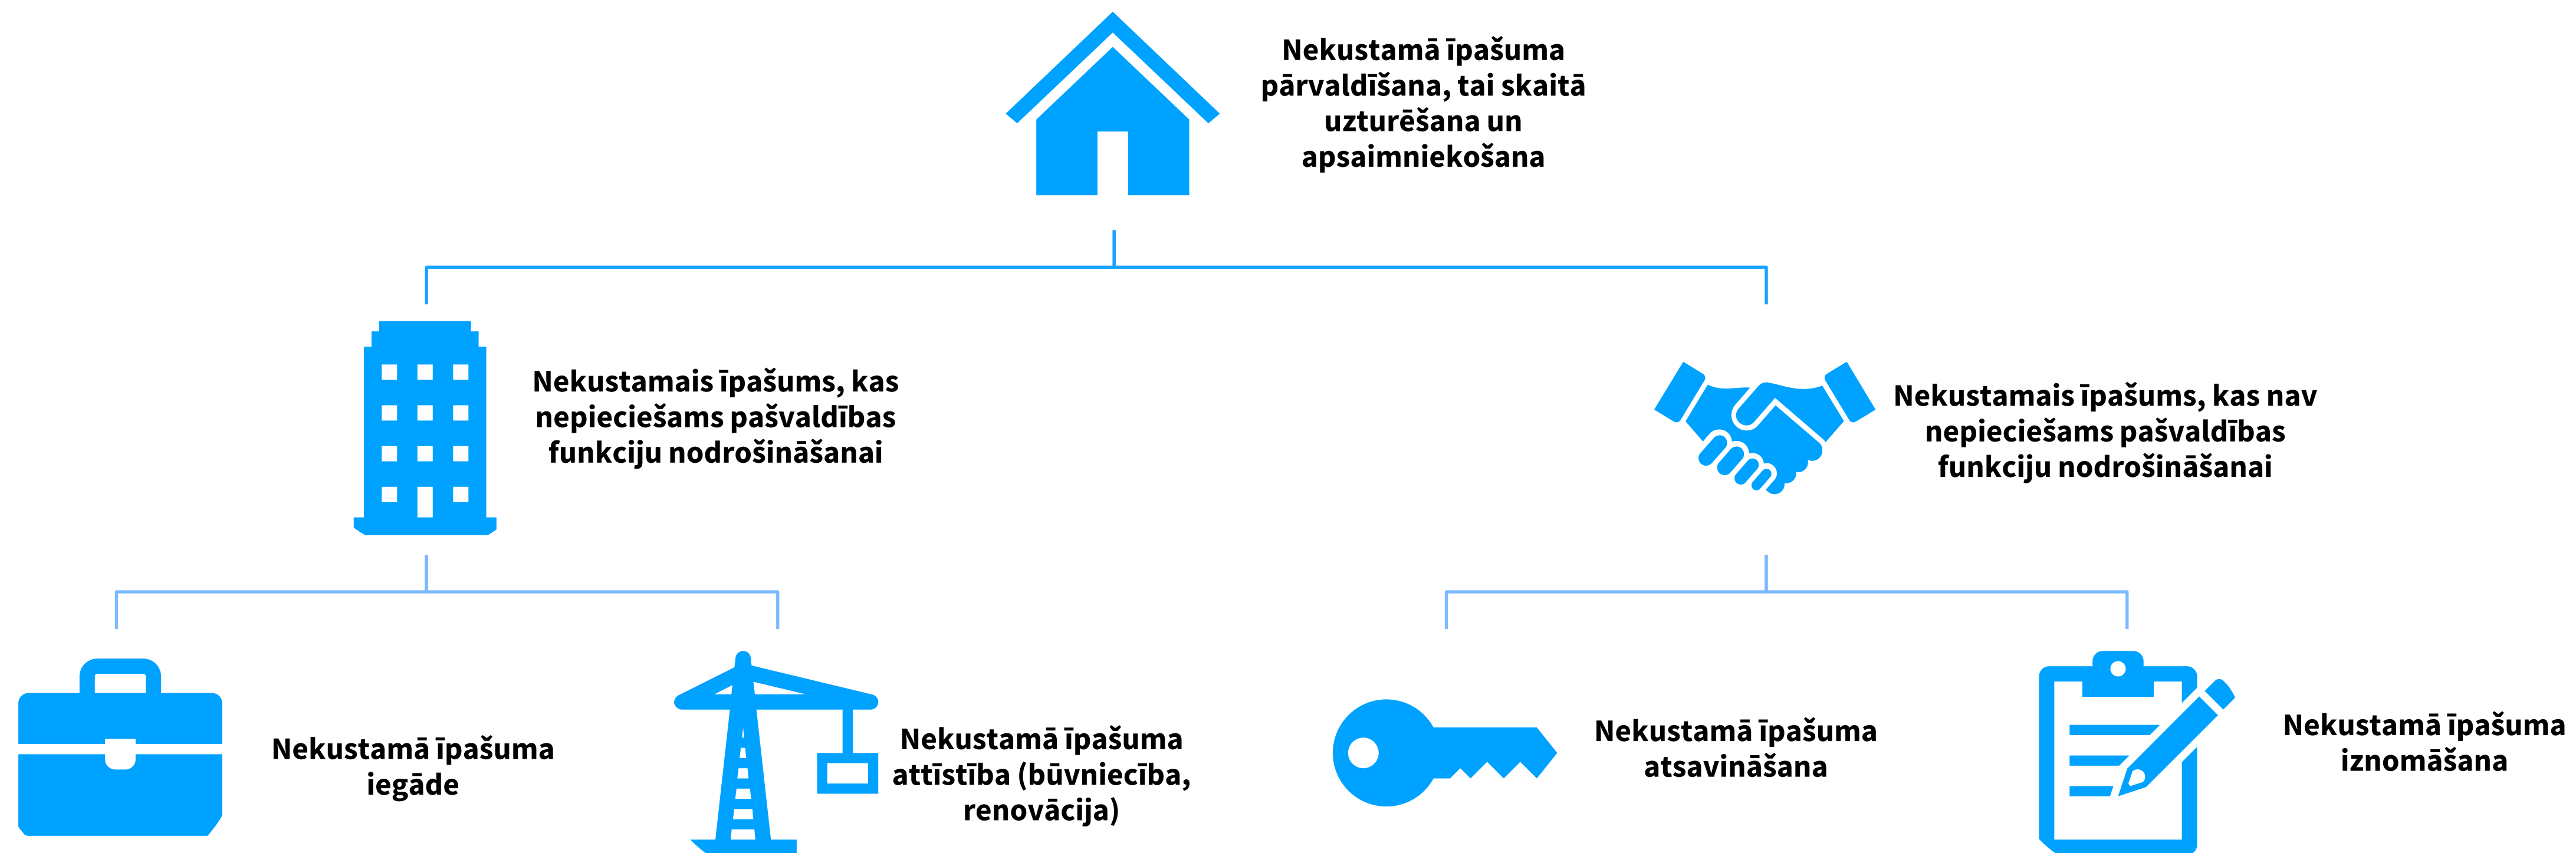 Nekustamā īpašuma
pārvaldīšana, tai skaitā
uzturēšana un
apsaimniekošana
Nekustamais īpašums, kas
nepieciešams pašvaldības
funkciju nodrošināšanai
Nekustamais īpašums, kas nav
nepieciešams pašvaldības
funkciju nodrošināšanai
Nekustamā īpašuma
iegāde
Nekustamā īpašuma
attīstība (būvniecība,
renovācija)
Nekustamā īpašuma
atsavināšana
Nekustamā īpašuma
iznomāšana